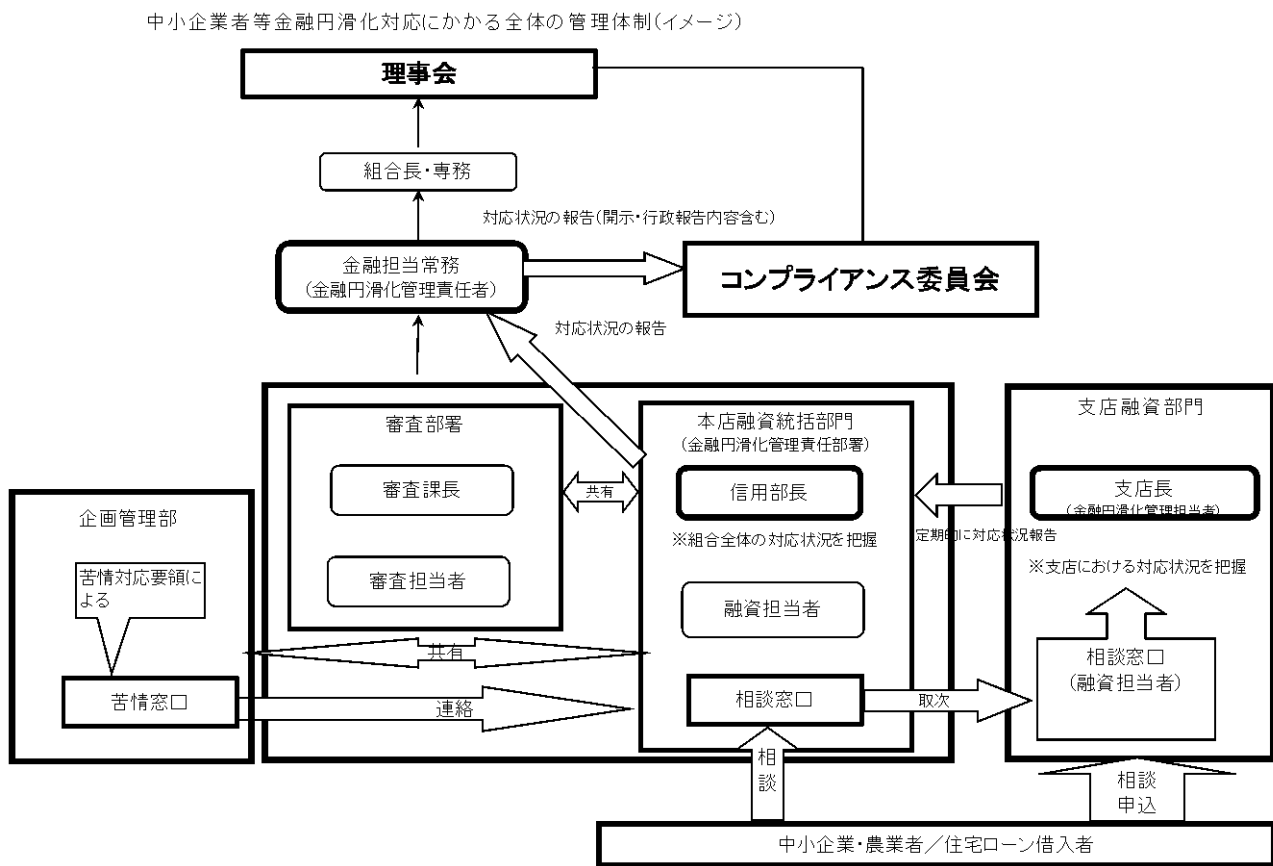 中小企業者等金融円滑化対応にかかる全体の管理体制(イメージ)
理事会
組合長・専務
対応状況の報告(開示・行政報告内容含む)
金融担当常務
(金融円滑化管理責任者)
コンプライアンス委員会
対応状況の報告
審査部署
審査課長
審査担当者
共有
本店融資統括部門
(金融円滑化管理責任部署)
信用部長
※組合全体の対応状況を把握
融資担当者
相談窓口
定期的に対応状況報告
支店融資部門
支店長
(金融円滑化管理担当者)
※支店における対応状況を把握
相談窓口
(融資担当者)
企画管理部
苦情対応要領に
よる
苦情窓口
共有
連絡
取次
相
談
相談
申込
中小企業・農業者／住宅ローン借入者